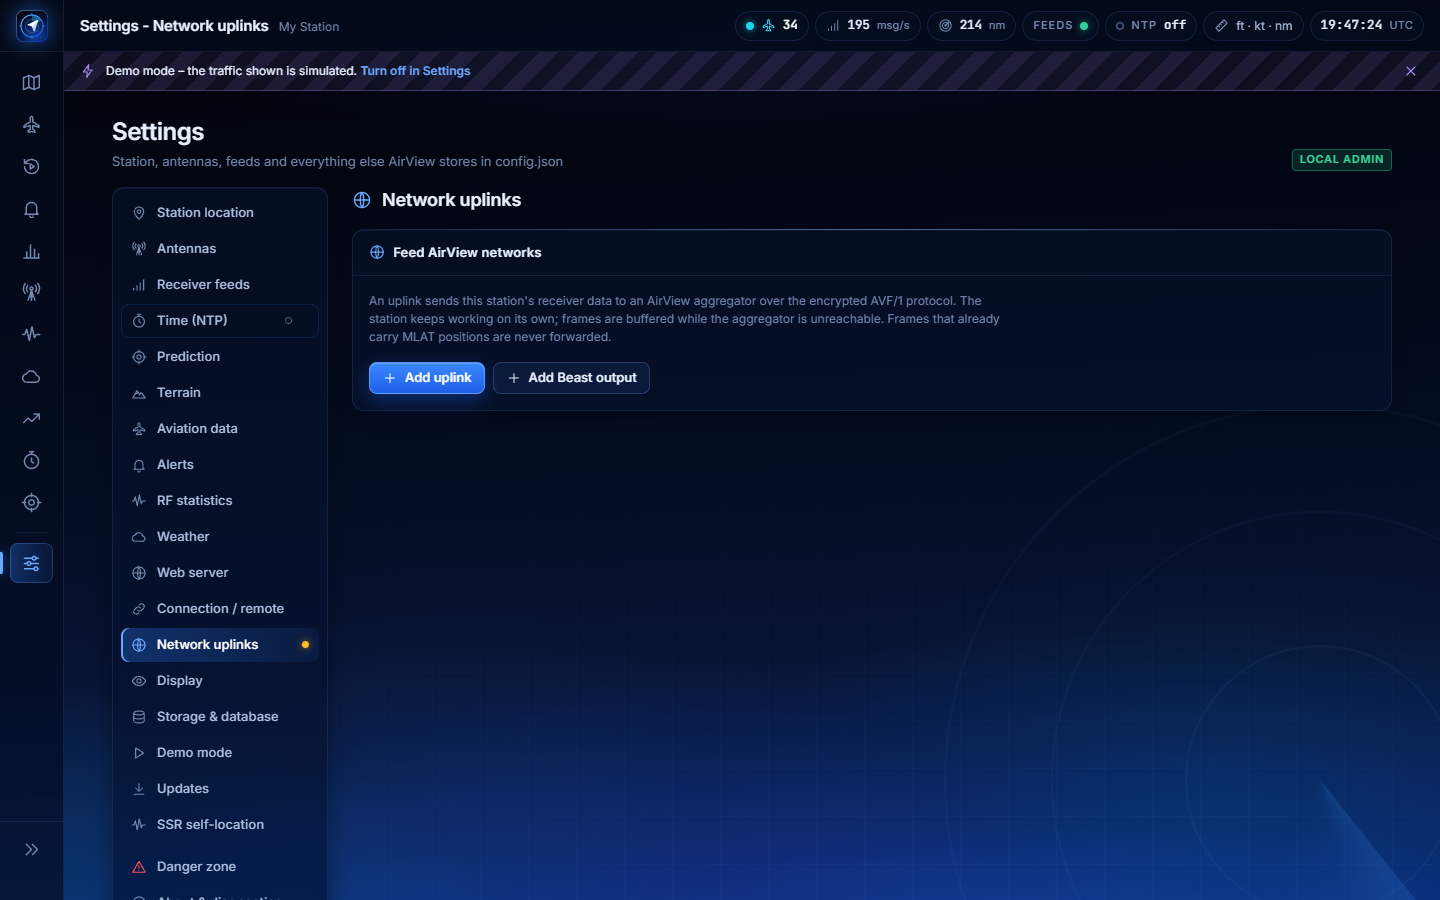 Settings - Network uplinks My Station
34
195 msg/s
214 nm
FEEDS
NTP off
ft · kt · nm
19:47:24 UTC
Demo mode – the traffic shown is simulated. Turn off in Settings
Settings
Station, antennas, feeds and everything else AirView stores in config.json
LOCAL ADMIN
Station location
Antennas
Receiver feeds
Time (NTP)
Prediction
Terrain
Aviation data
Alerts
RF statistics
Weather
Web server
Connection / remote
Network uplinks
Display
Storage & database
Demo mode
Updates
SSR self-location
Danger zone
Network uplinks
Feed AirView networks
An uplink sends this station's receiver data to an AirView aggregator over the encrypted AVF/1 protocol. The
station keeps working on its own; frames are buffered while the aggregator is unreachable. Frames that already
carry MLAT positions are never forwarded.
Add uplink
Add Beast output